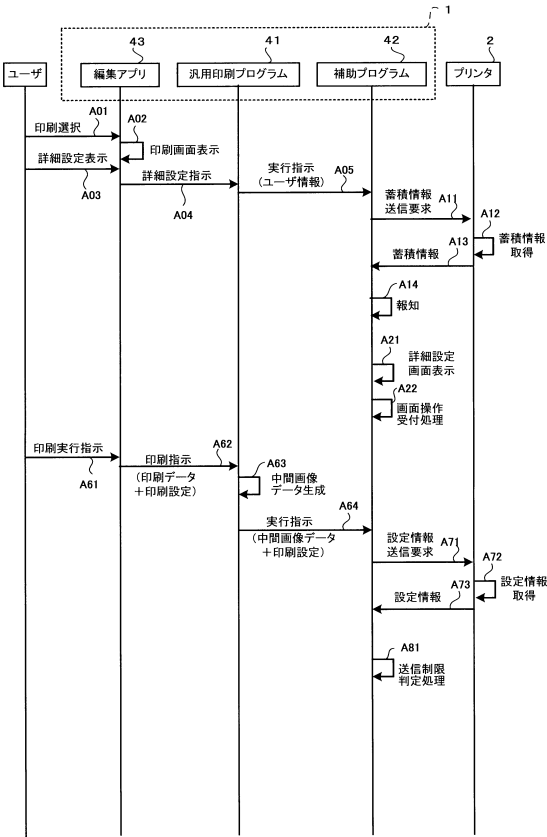 1
43
41
42
2
ユーザ
編集アプリ
汎用印刷プログラム
補助プログラム
プリンタ
A01
印刷選択
A02
印刷画面表示
詳細設定表示
A03
詳細設定指示
A04
実行指示
(ユーザ情報)
A05
蓄積情報
送信要求
A11
A12
蓄積情報
取得
蓄積情報
A13
A14
報知
A21
詳細設定
画面表示
A22
画面操作
受付処理
印刷実行指示
A61
印刷指示
A62
(印刷データ
+印刷設定)
A63
中間画像
データ生成
実行指示
A64
(中間画像データ
+印刷設定)
設定情報
送信要求
A71
A72
設定情報
取得
設定情報
A73
A81
送信制限
判定処理